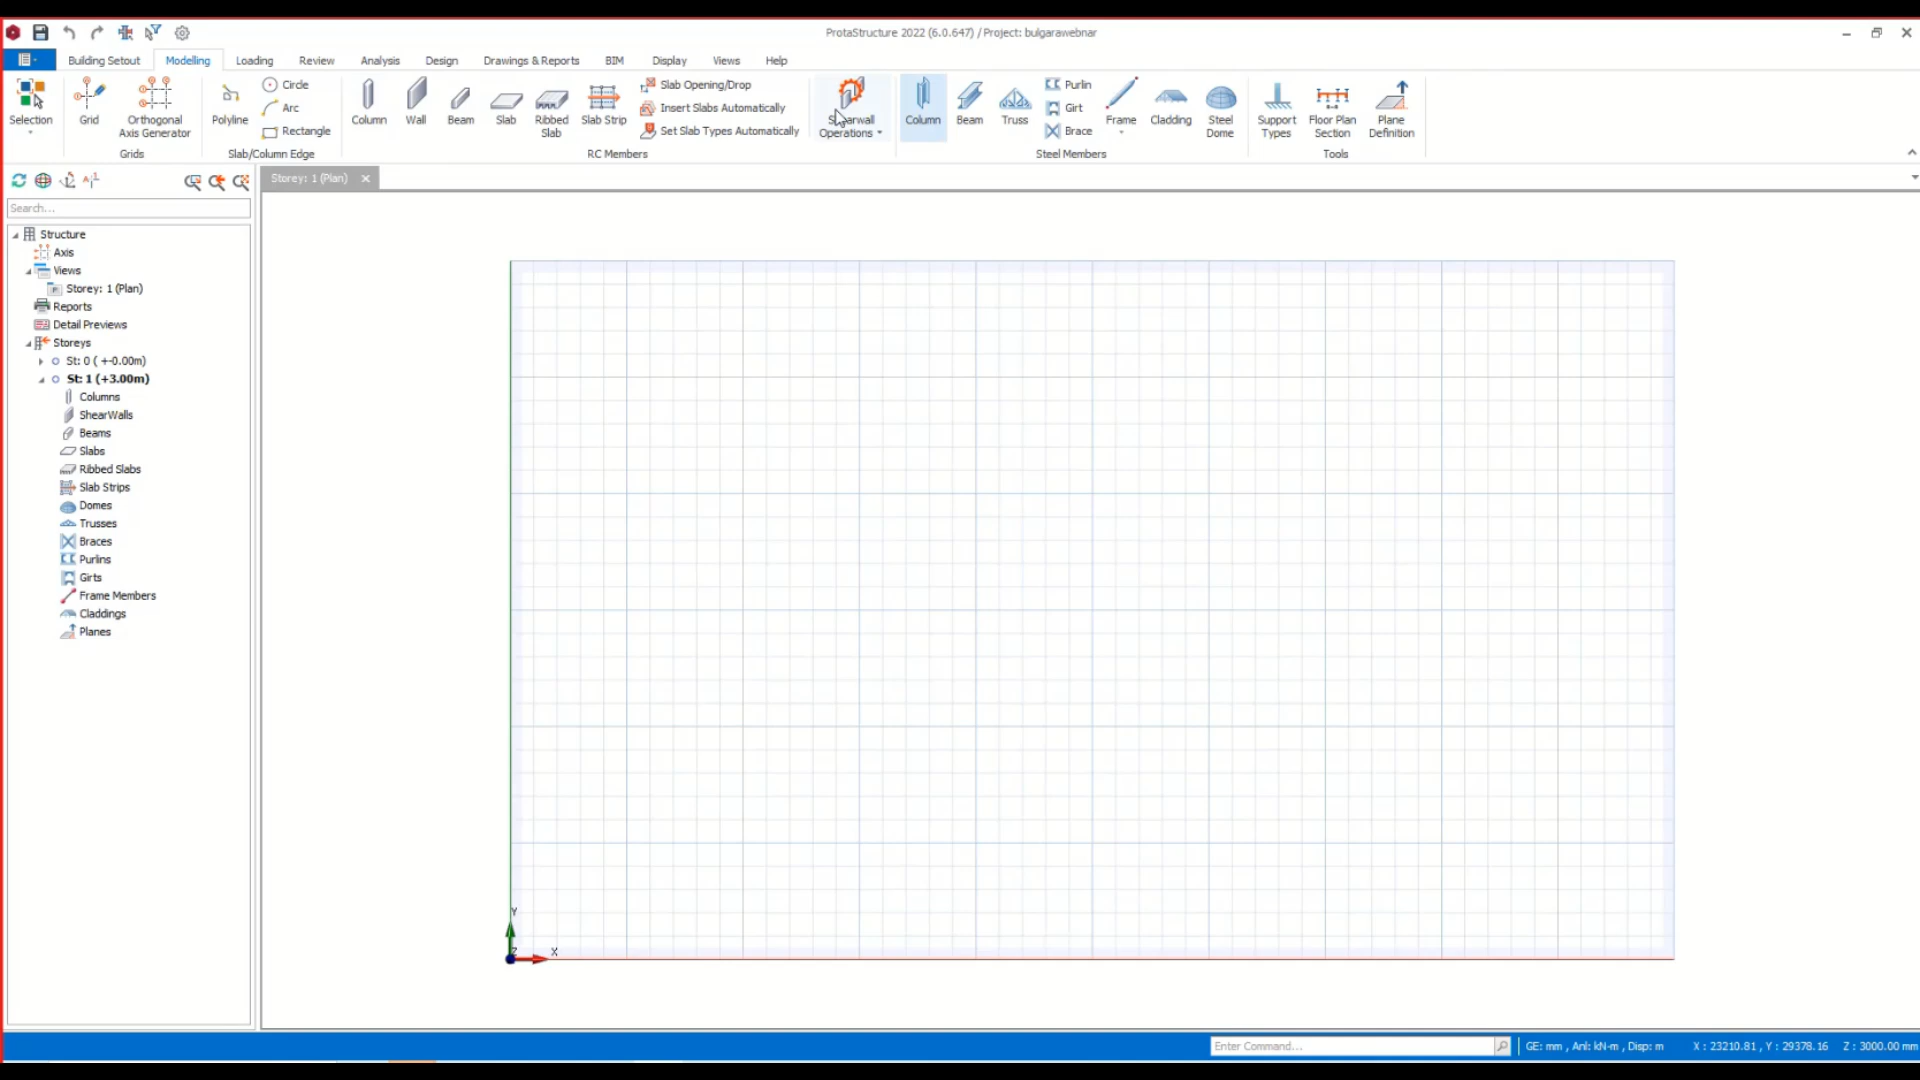 ProtaStructure 2022 (6.0.647) / Project: bulgarawebnar
Building Setout Modelling Loading Review Analysis Design Drawings & Reports BIM Display Views Help
Selection
Grid
Orthogonal Axis Generator
Grids
Polyline
Circle
Arc
Rectangle
Slab/Column Edge
Column
Wall
Beam
Slab
Ribbed Slab
Slab Strip
Slab Opening/Drop
Insert Slabs Automatically
Set Slab Types Automatically
RC Members
Operations
Column
Beam
Truss
Purlin
Girt
Brace
Frame
Cladding
Steel Dome
Steel Members
Support Types
Floor Plan Section
Plane Definition
Tools
Storey: 1 (Plan)
Search...
Structure
Axis
Views
Storey: 1 (Plan)
Reports
Detail Previews
Storeys
St: 0 ( +-0.00m)
St: 1 (+3.00m)
Columns
ShearWalls
Beams
Slabs
Ribbed Slabs
Slab Strips
Domes
Trusses
Braces
Purlins
Girts
Frame Members
Claddings
Planes
Y
Z
X
Enter Command...
GE: mm , Anl: kN-m , Disp: m
X : 23210.81 , Y : 29378.16 Z : 3000.00 mm